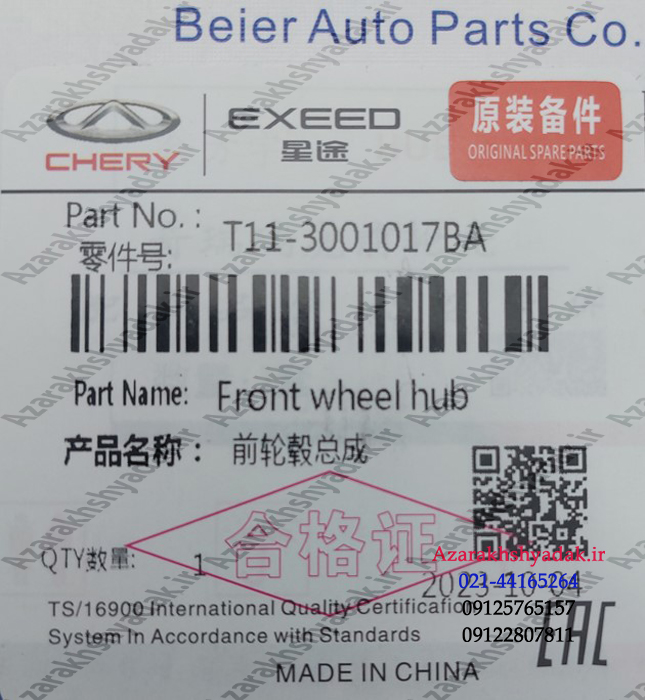 Beier Auto Parts Co.
CHERY
EXEED
星途
原装备件
ORIGINAL SPARE PARTS
Part No. : T11-3001017BA
零件号:
Part Name: Front wheel hub
产品名称： 前轮毂总成
合格证
QTY数量: 1
Azarakhshyadak.ir
2023-10-04
021-44165264
TS/16900 International Quality Certification
09125765157
System In Accordance with Standards
09122807811
EAC
MADE IN CHINA